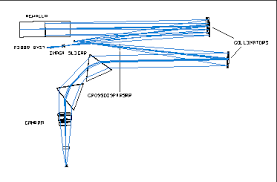 ECHELLE
COLLIMATORS
IMAGE SLICER
CROSSDISPERSER
CAMERA